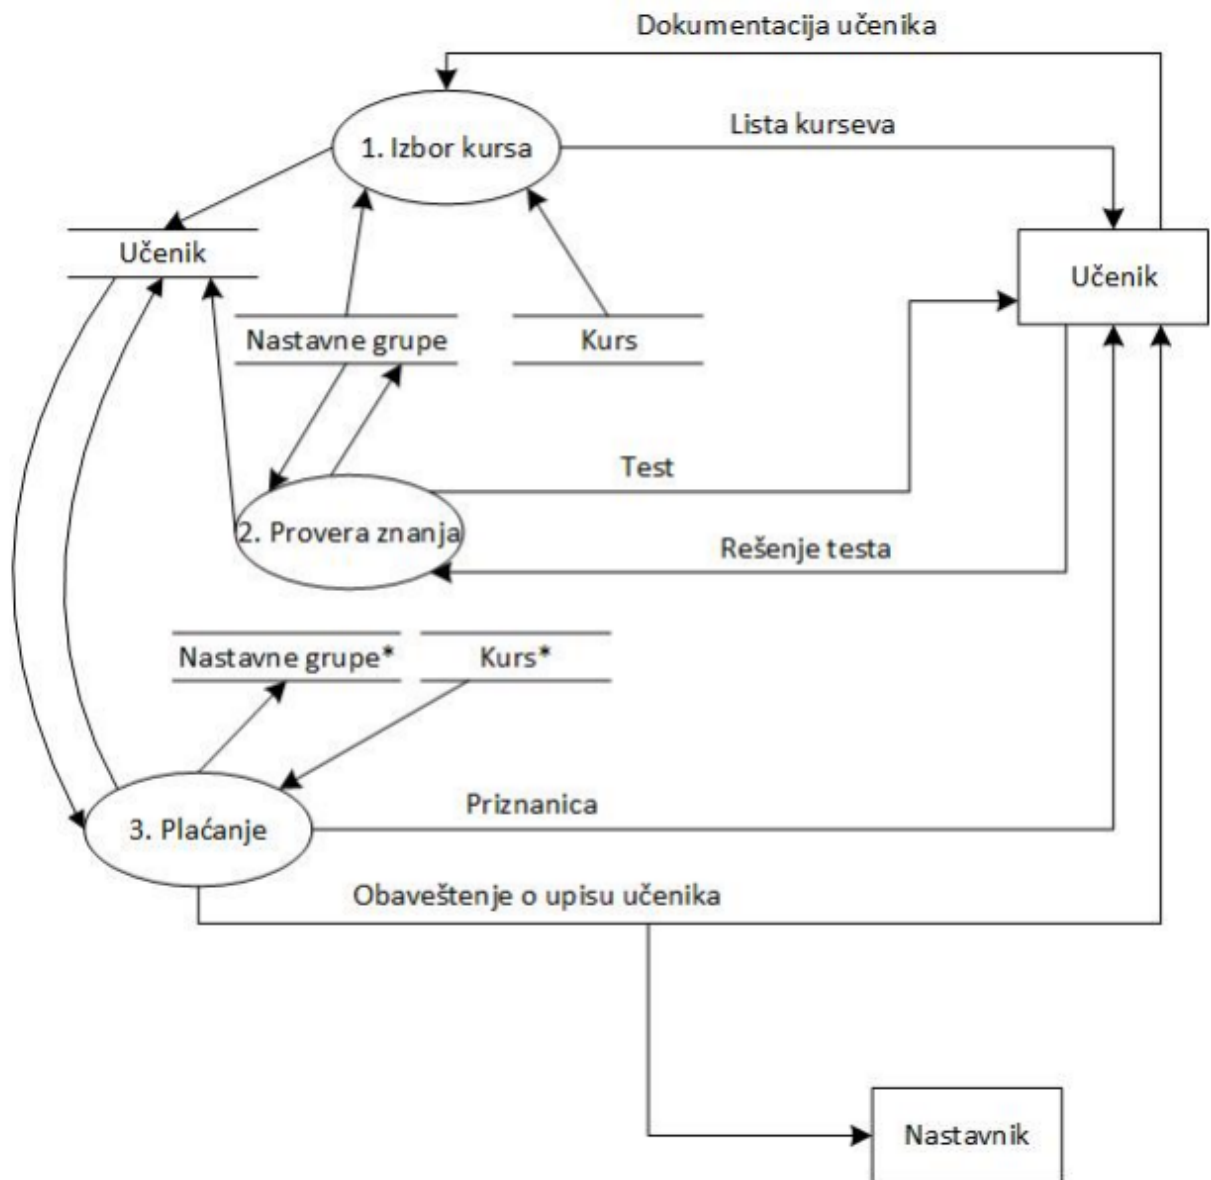 Dokumentacija učenika
Lista kurseva
1. Izbor kursa
Učenik
Učenik
Nastavne grupe
Kurs
Test
2. Provera znanja
Rešenje testa
Nastavne grupe*
Kurs*
Priznanica
3. Plaćanje
Obaveštenje o upisu učenika
Nastavnik